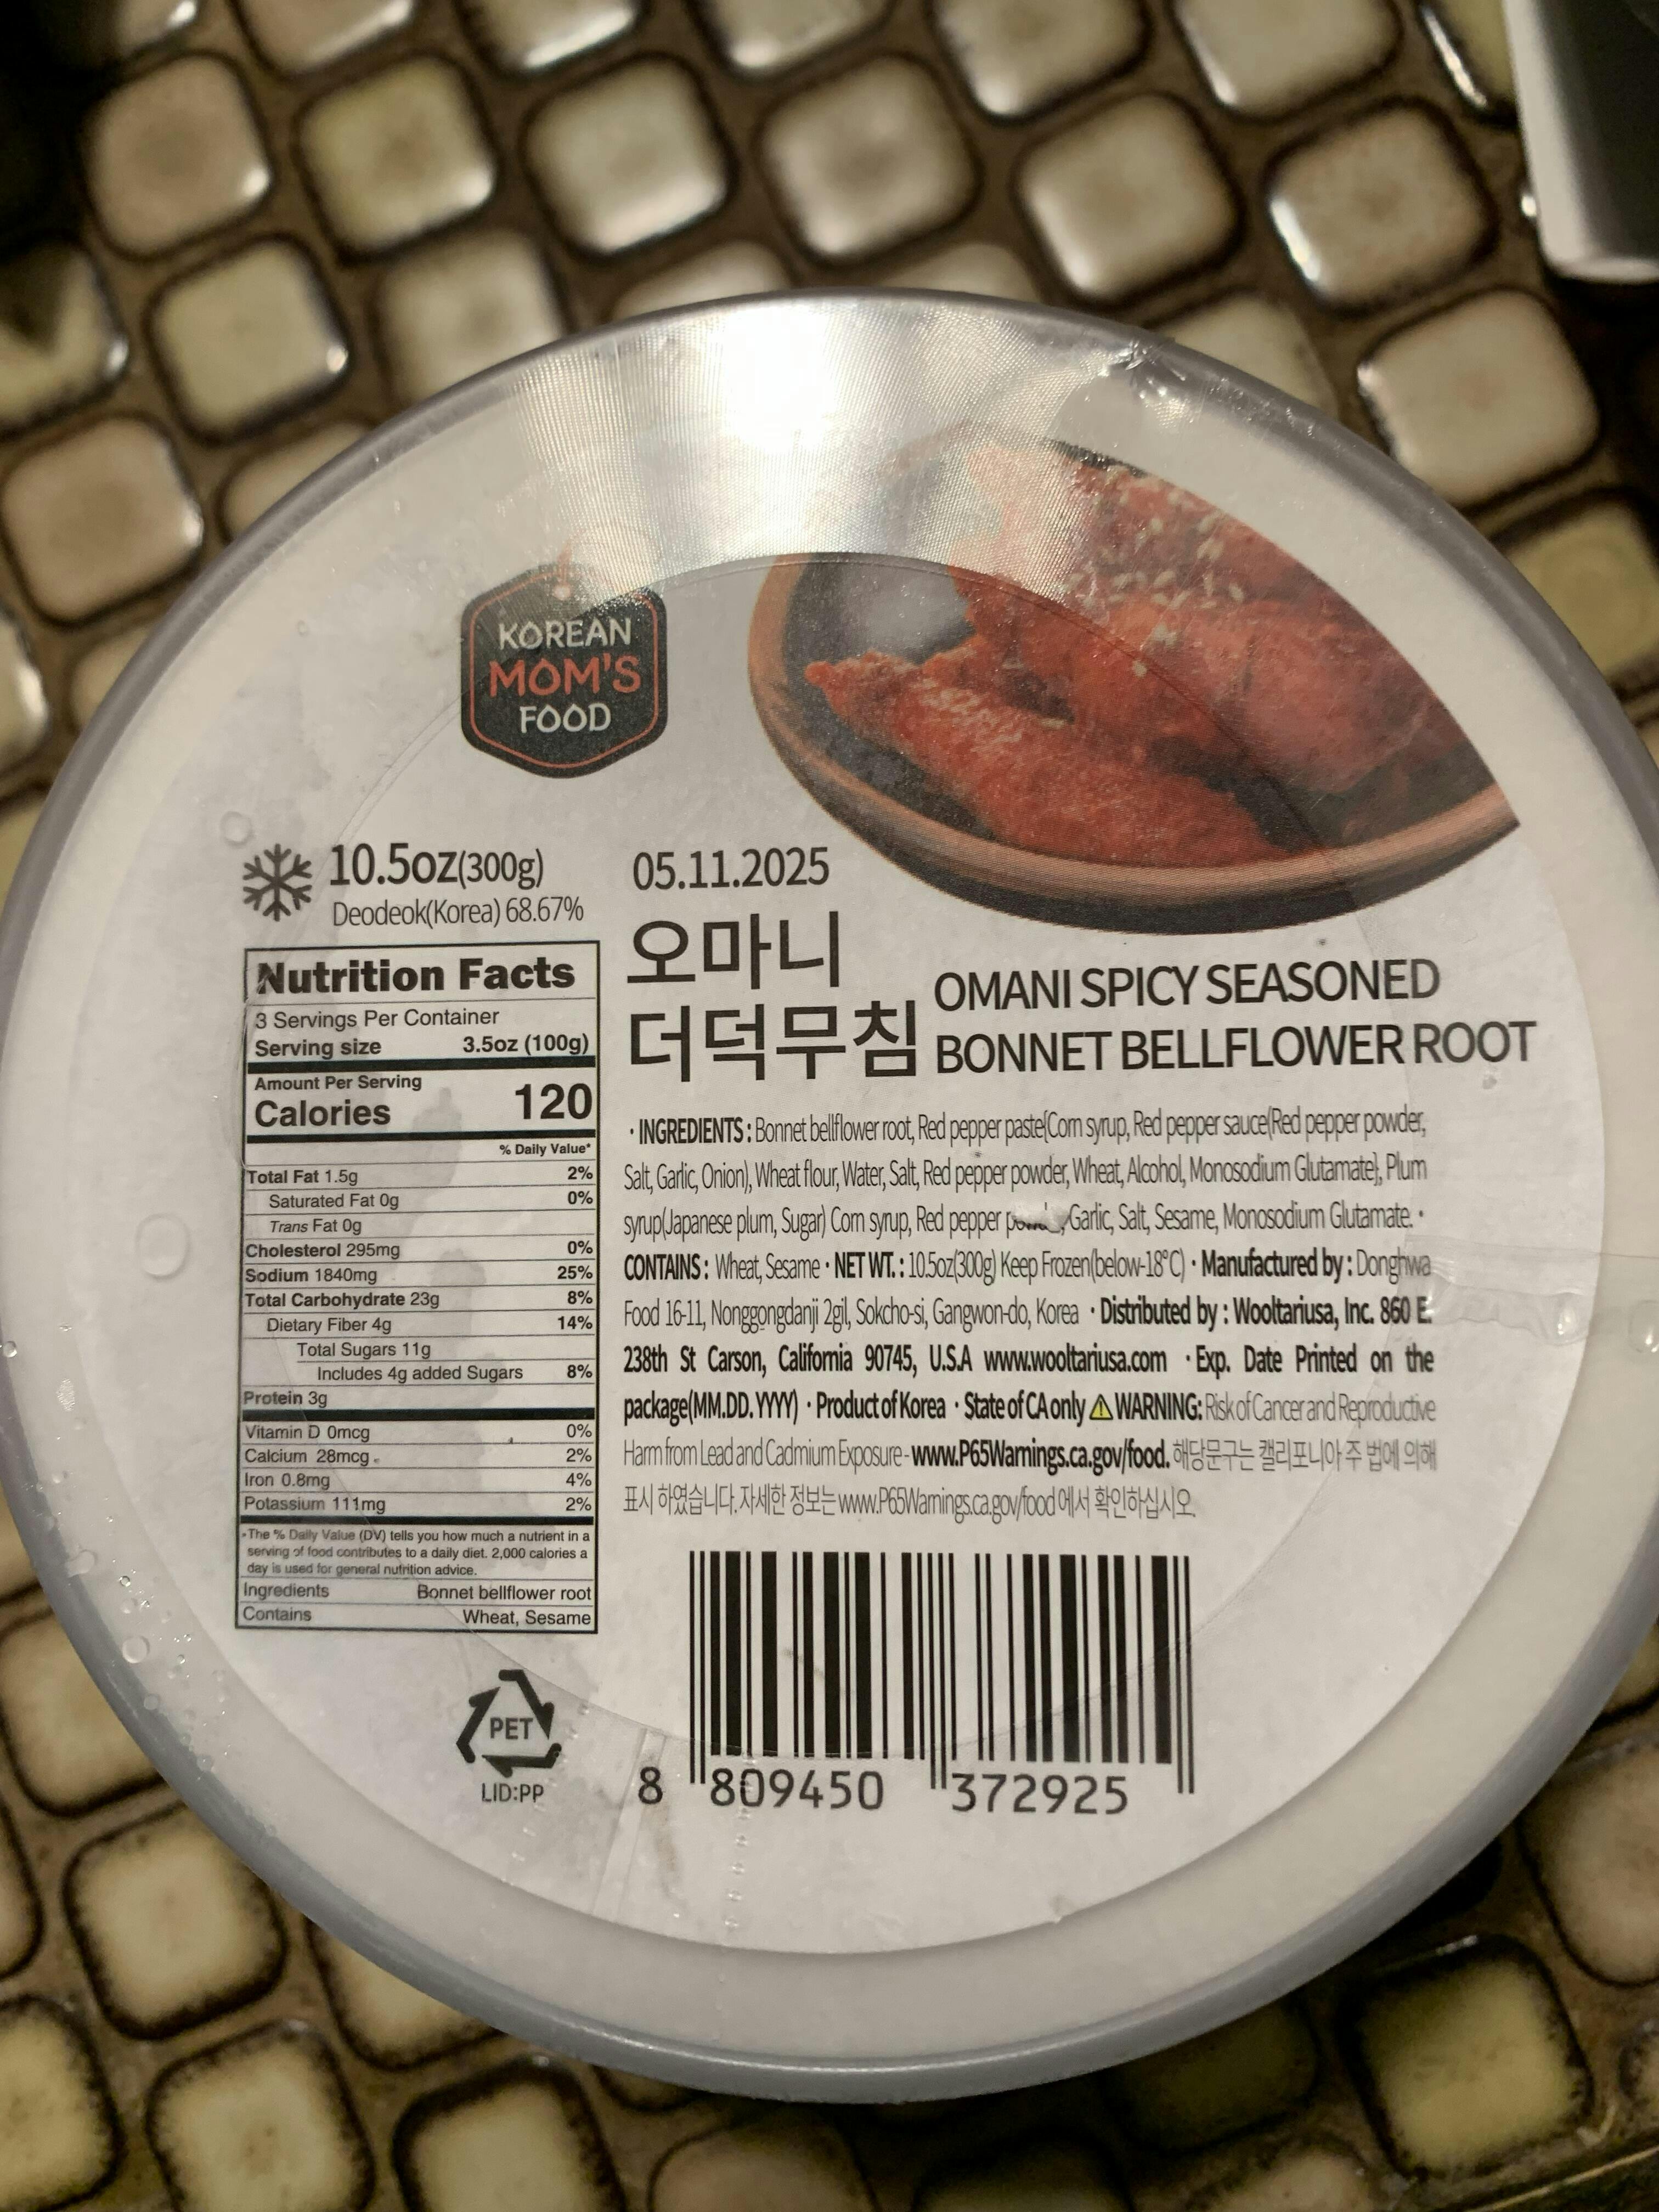 KOREAN
MOM'S
FOOD
10.5oz(300g)
Deodeok(Korea) 68.67%
05.11.2025
오마니
더덕무침
OMANI SPICY SEASONED
BONNET BELLFLOWER ROOT
Nutrition Facts
3 Servings Per Container
Serving size 3.5oz (100g)
Amount Per Serving
Calories 120
% Daily Value*
Total Fat 1.5g 2%
Saturated Fat 0g 0%
Trans Fat 0g
Cholesterol 295mg 0%
Sodium 1840mg 25%
Total Carbohydrate 23g 8%
Dietary Fiber 4g 14%
Total Sugars 11g
Includes 4g added Sugars 8%
Protein 3g
Vitamin D 0mcg 0%
Calcium 28mcg 2%
Iron 0.8mg 4%
Potassium 111mg 2%
*The % Daily Value (DV) tells you how much a nutrient in a
serving of food contributes to a daily diet. 2,000 calories a
day is used for general nutrition advice.
Ingredients Bonnet bellflower root
Contains Wheat, Sesame
· INGREDIENTS : Bonnet bellflower root, Red pepper paste{Corn syrup, Red pepper sauce(Red pepper powder,
Salt, Garlic, Onion), Wheat flour, Water, Salt, Red pepper powder, Wheat, Alcohol, Monosodium Glutamate}, Plum
syrup(Japanese plum, Sugar) Corn syrup, Red pepper Garlic, Salt, Sesame, Monosodium Glutamate. ·
CONTAINS : Wheat, Sesame · NET WT. : 10.5oz(300g) Keep Frozen(below-18°C) · Manufactured by : Donghwa
Food 16-11, Nonggongdanji 2gil, Sokcho-si, Gangwon-do, Korea · Distributed by : Wooltariusa, Inc. 860 E.
238th St Carson, California 90745, U.S.A www.wooltariusa.com · Exp. Date Printed on the
package(MM.DD.YYYY) · Product of Korea · State of CA only ⚠ WARNING: Risk of Cancer and Reproductive
Harm from Lead and Cadmium Exposure - www.P65Warnings.ca.gov/food. 해당문구는 캘리포니아 주 법에 의해
표시 하였습니다. 자세한 정보는 www.P65Warnings.ca.gov/food 에서 확인하십시오.
PET
LID:PP
8 809450 372925